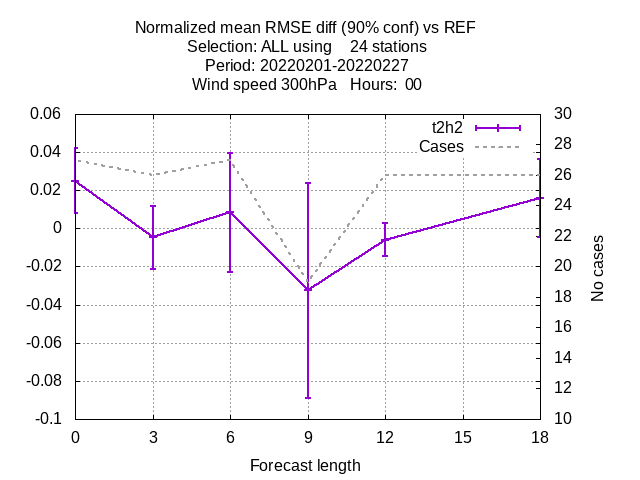 Normalized mean RMSE diff (90% conf) vs REF
Selection: ALL using    24 stations
Period: 20220201-20220227
Wind speed 300hPa   Hours:  00
0.06
0.04
0.02
0
-0.02
-0.04
-0.06
-0.08
-0.1
t2h2
Cases
30
28
26
24
22
20
18
16
14
12
10
No cases
0 3 6 9 12 15 18
Forecast length